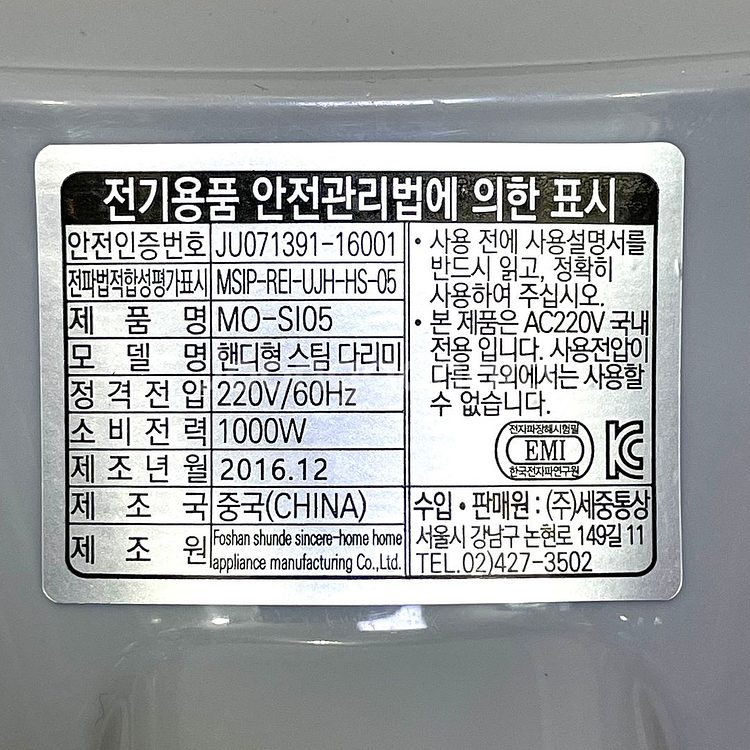 전기용품 안전관리법에 의한 표시
안전인증번호 JU071391-16001
전파법적합성평가표시 MSIP-REI-UJH-HS-05
제품명 MO-SI05
모델명 핸디형 스팀 다리미
정격전압 220V/60Hz
소비전력 1000W
제조년월 2016.12
제조국 중국(CHINA)
제조원 Foshan shunde sincere-home home
appliance manufacturing Co.,Ltd.
• 사용 전에 사용설명서를
반드시 읽고, 정확히
사용하여 주십시오.
• 본 제품은 AC220V 국내
전용 입니다. 사용전압이
다른 국외에서는 사용할
수 없습니다.
전자파장해시험필
EMI
한국전자파연구원
수입 • 판매원 : (주)세중통상
서울시 강남구 논현로 149길 11
TEL.02)427-3502